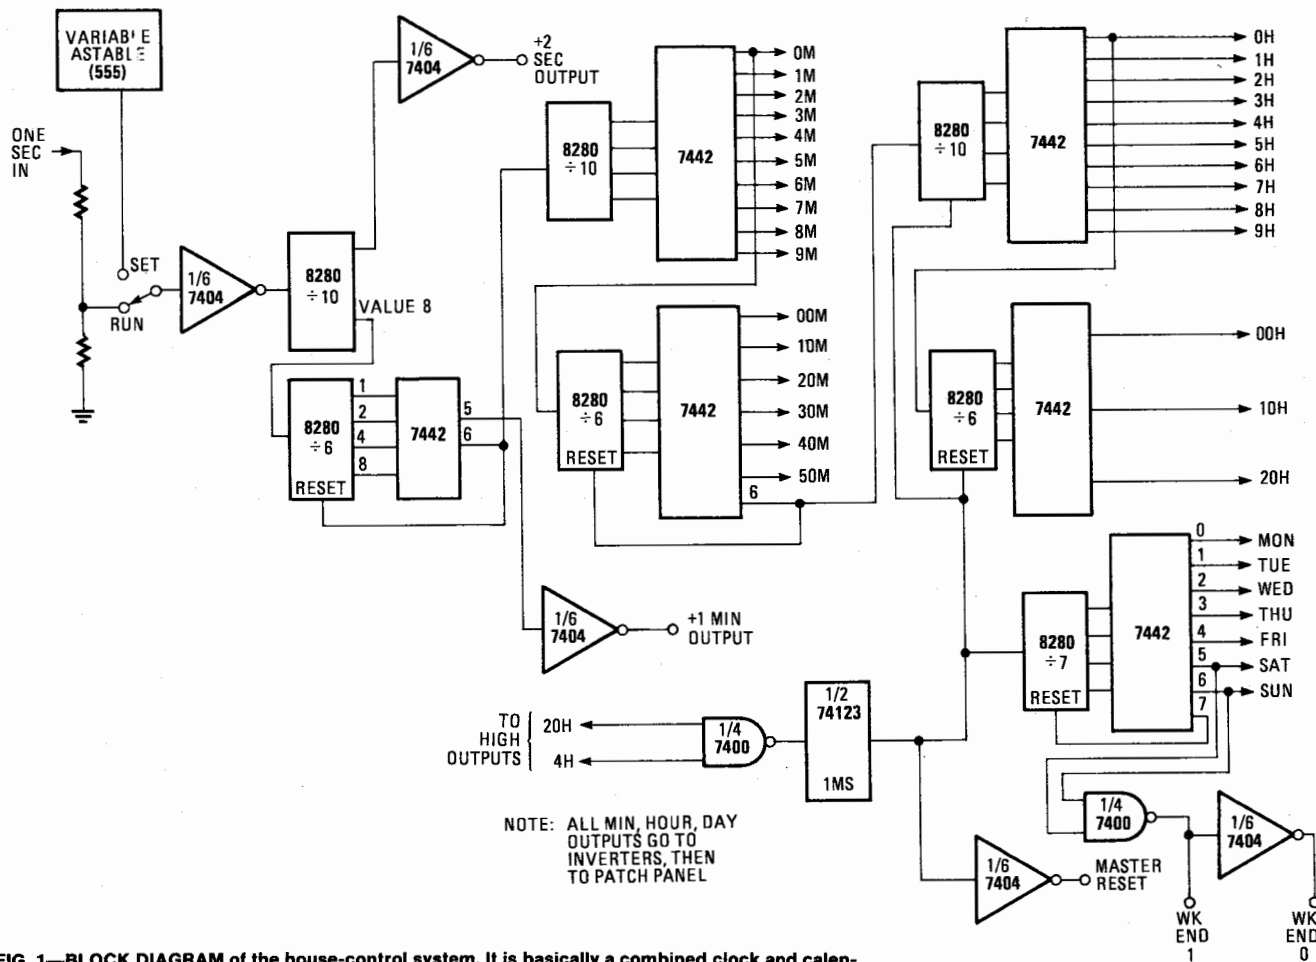 VARIABLE
ASTABLE
(555)
ONE
SEC
IN
SET
RUN
1/6
7404
8280
÷10
VALUE 8
1/6
7404
+2
SEC
OUTPUT
8280
÷6
RESET
1
2
4
8
7442
5
6
8280
÷10
7442
0M
1M
2M
3M
4M
5M
6M
7M
8M
9M
8280
÷6
RESET
7442
00M
10M
20M
30M
40M
50M
6
1/6
7404
+1 MIN
OUTPUT
8280
÷10
7442
0H
1H
2H
3H
4H
5H
6H
7H
8H
9H
8280
÷6
RESET
7442
00H
10H
20H
8280
÷7
RESET
7442
0
1
2
3
4
5
6
7
MON
TUE
WED
THU
FRI
SAT
SUN
TO
HIGH
OUTPUTS
20H
4H
1/4
7400
1/2
74123
1MS
NOTE: ALL MIN, HOUR, DAY
OUTPUTS GO TO
INVERTERS, THEN
TO PATCH PANEL
1/6
7404
MASTER
RESET
1/4
7400
1/6
7404
WK
END
1
WK
END
0
FIG. 1—BLOCK DIAGRAM of the house-control system. It is basically a combined clock and calen-